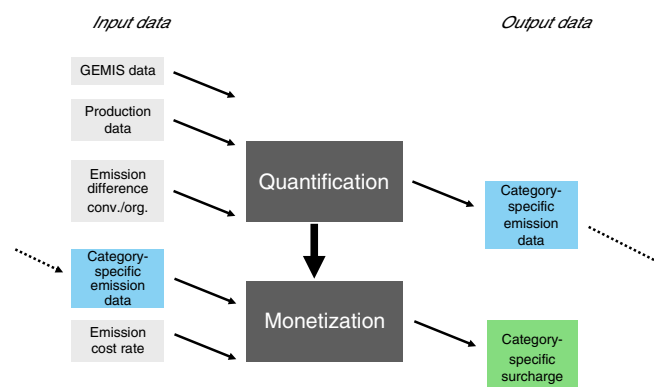 Input data
Output data
GEMIS data
Production
data
Emission
difference
conv./org.
Quantification
Category-
specific
emission
data
Category-
specific
emission
data
Monetization
Emission
cost rate
Category-
specific
surcharge